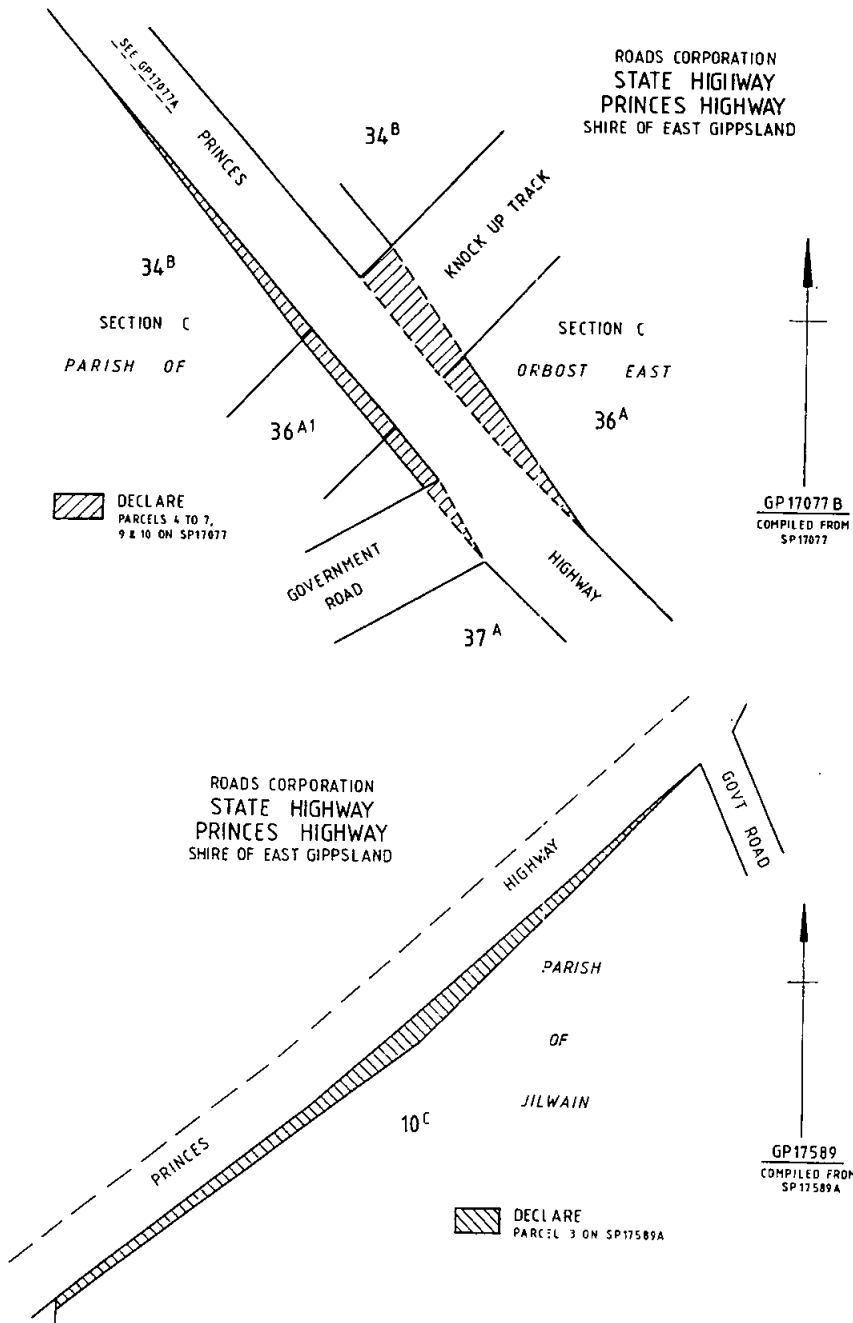 ROADS CORPORATION
STATE HIGHWAY
PRINCES HIGHWAY
SHIRE OF EAST GIPPSLAND
SEE GP17077A
PRINCES
34B
KNOCK UP TRACK
34B
SECTION C
PARISH OF
SECTION C
ORBOST EAST
36A1
36A
DECLARE
PARCELS 4 TO 7,
9 & 10 ON SP17077
GP17077B
COMPILED FROM
SP17077
GOVERNMENT
ROAD
HIGHWAY
37A
ROADS CORPORATION
STATE HIGHWAY
PRINCES HIGHWAY
SHIRE OF EAST GIPPSLAND
GOVT ROAD
HIGHWAY
PARISH
OF
JILWAIN
10C
PRINCES
GP17589
COMPILED FROM
SP17589A
DECLARE
PARCEL 3 ON SP17589A